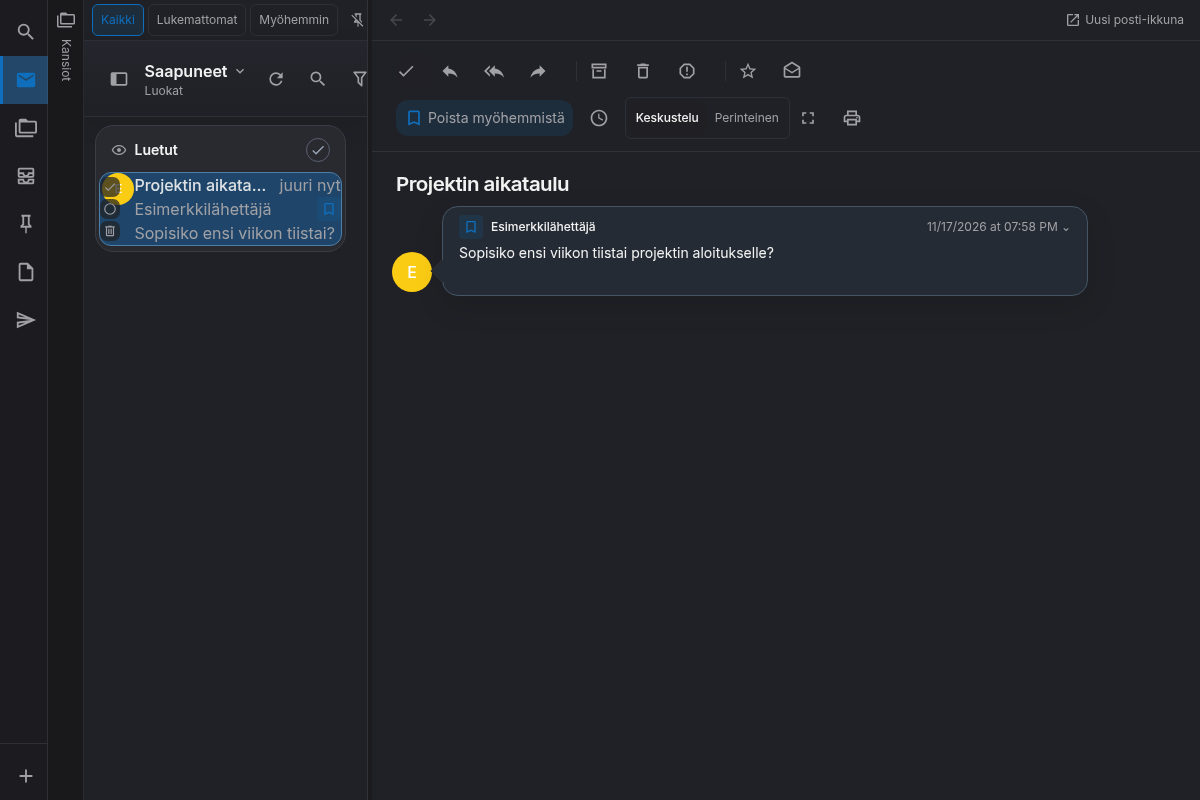 Kansiot
Kaikki
Lukemattomat
Myöhemmin
Uusi posti-ikkuna
Saapuneet
Luokat
Poista myöhemmistä
Keskustelu
Perinteinen
Luetut
Projektin aikata... juuri nyt
Esimerkkilähettäjä
Sopisiko ensi viikon tiistai?
Projektin aikataulu
Esimerkkilähettäjä 11/17/2026 at 07:58 PM
Sopisiko ensi viikon tiistai projektin aloitukselle?
E